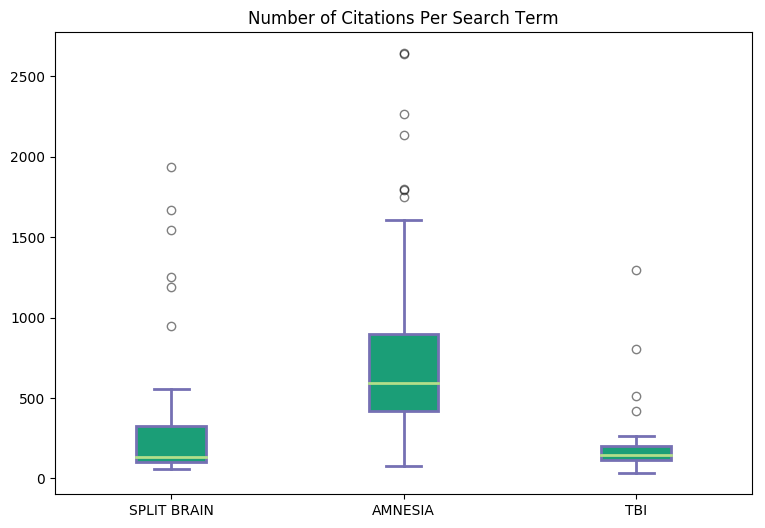 Number of Citations Per Search Term
2500
2000
1500
1000
500
0
SPLIT BRAIN
AMNESIA
TBI